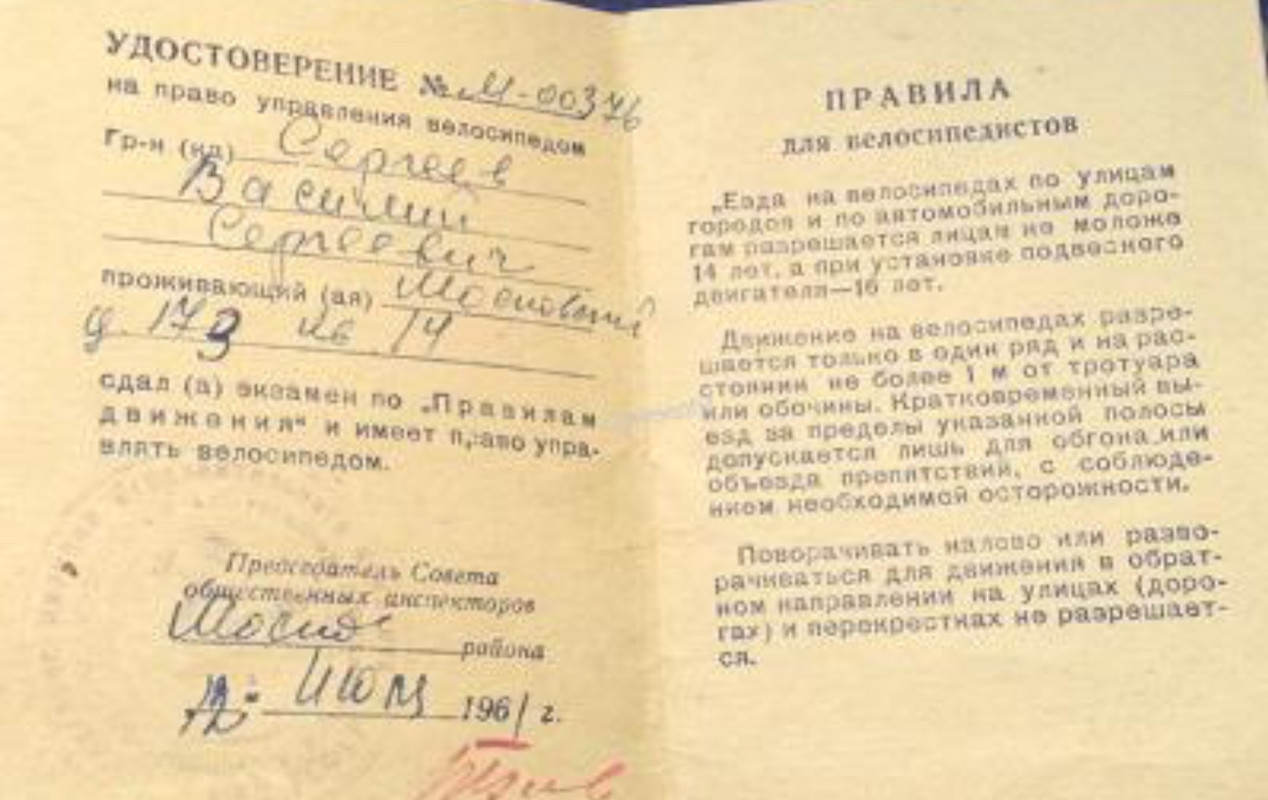 УДОСТОВЕРЕНИЕ № М-00376
на право управления велосипедом
Гр-н (ка) Сергеев
Василий
Сергеевич
проживающий (ая) Московский
д. 173 кв 14
сдал (а) экзамен по „Правилам
движения“ и имеет право упра-
влять велосипедом.
Председатель Совета
общественных инспекторов
района
июля 1961 г.
ПРАВИЛА
для велосипедистов
„Езда на велосипедах по улицам
городов и по автомобильным доро-
гам разрешается лицам не моложе
14 лет, а при установке подвесного
двигателя—16 лет.
Движение на велосипедах разре-
шается только в один ряд и на рас-
стоянии не более 1 м от тротуара
или обочины. Кратковременный вы-
езд за пределы указанной полосы
допускается лишь для обгона или
объезда препятствий, с соблюде-
нием необходимой осторожности.
Поворачивать налево или разво-
рачиваться для движения в обрат-
ном направлении на улицах (доро-
гах) и перекрестках не разрешает-
ся.